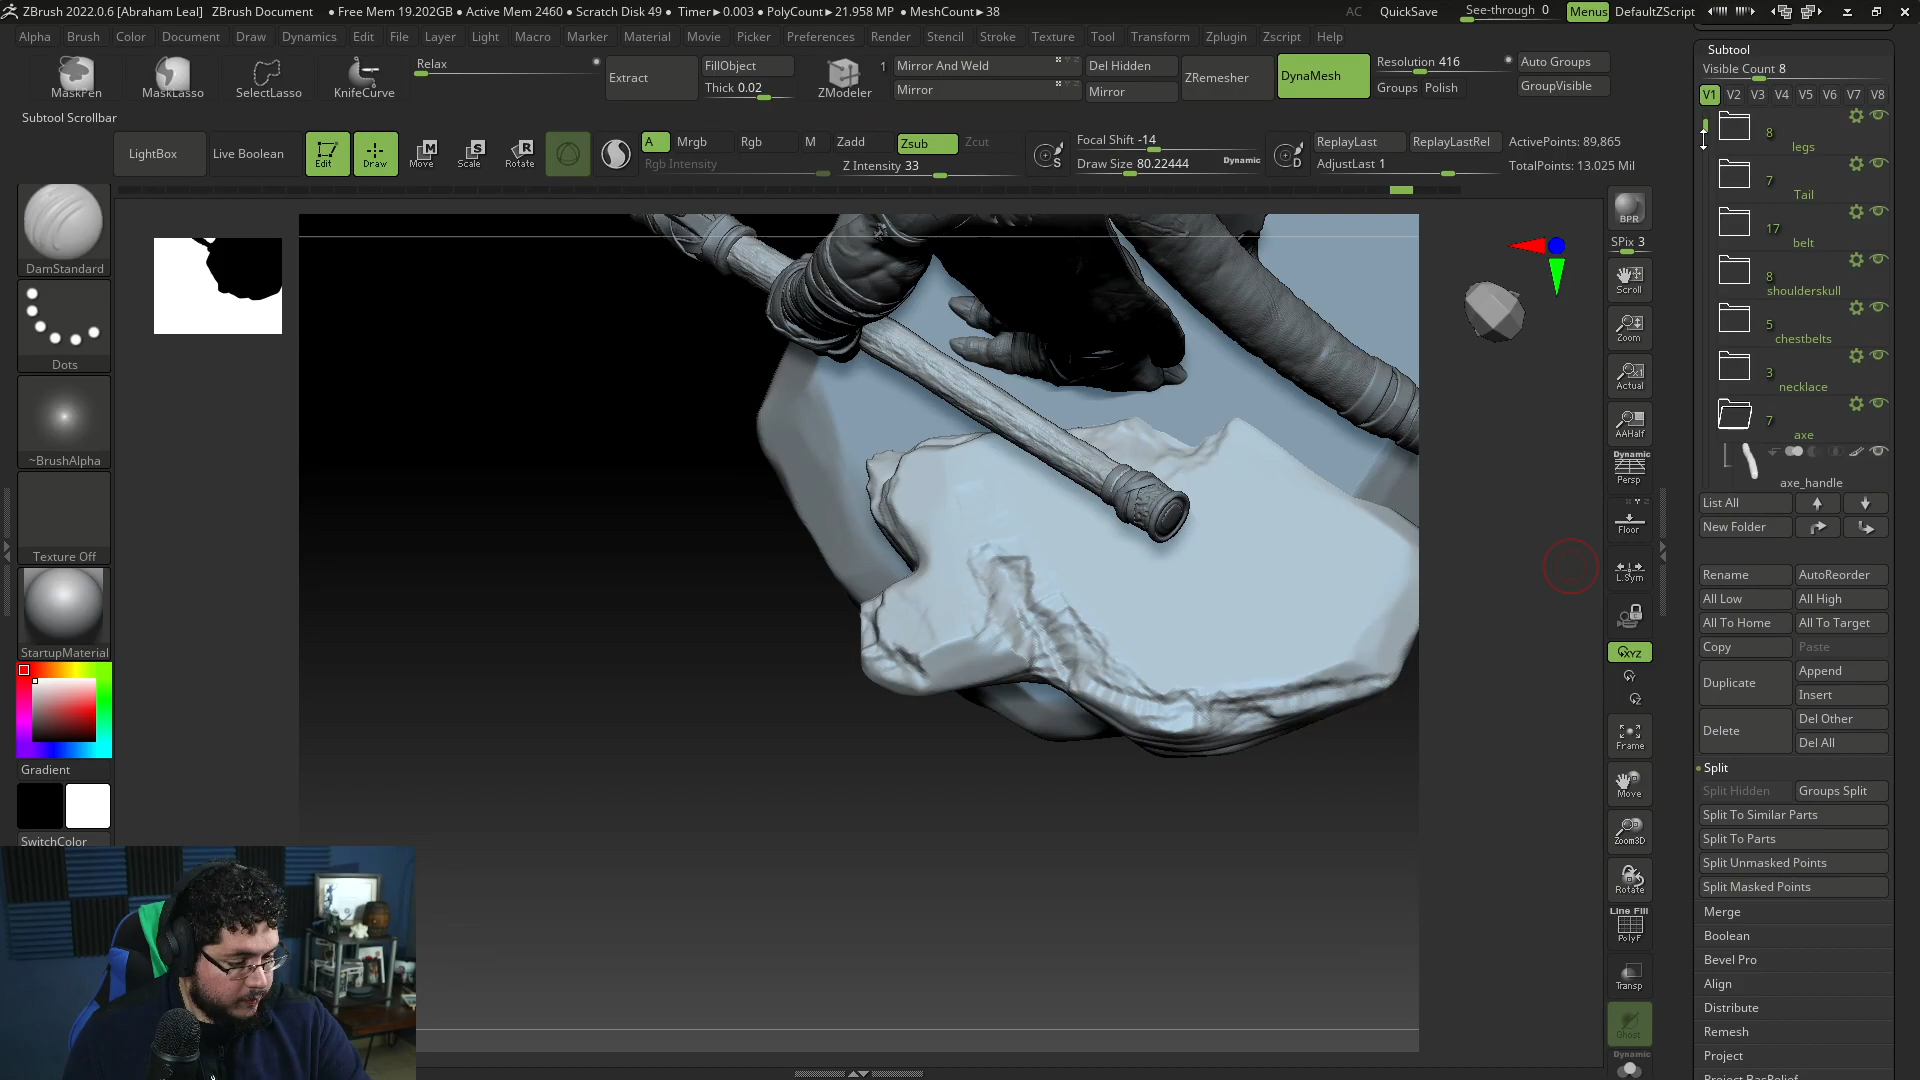 ZBrush 2022.0.6 [Abraham Leal] ZBrush Document • Free Mem 19.202GB • Active Mem 2460 • Scratch Disk 49 • Timer►0.003 • PolyCount►21.958 MP • MeshCount►38
AC QuickSave See-through 0 Menus DefaultZScript
Alpha Brush Color Document Draw Dynamics Edit File Layer Light Macro Marker Material Movie Picker Preferences Render Stencil Stroke Texture Tool Transform Zplugin Zscript Help
MaskPen MaskLasso SelectLasso KnifeCurve
Relax
Extract
FillObject
Thick 0.02
ZModeler 1
Mirror And Weld
Mirror
Del Hidden
Mirror
ZRemesher
DynaMesh
Resolution 416
Groups Polish
Auto Groups
GroupVisible
Subtool Scrollbar
LightBox Live Boolean
Edit Draw Move Scale Rotate
M S R
A Mrgb Rgb M
Rgb Intensity
Zadd Zsub Zcut
Z Intensity 33
S
Focal Shift -14
Draw Size 80.22444 Dynamic
D
ReplayLast ReplayLastRel
AdjustLast 1
ActivePoints: 89,865
TotalPoints: 13.025 Mil
DamStandard
Dots
~BrushAlpha
Texture Off
StartupMaterial
Gradient
SwitchColor
BPR
SPix 3
Scroll
Zoom
Actual
AAHalf
Dynamic
Persp
Floor
L.Sym
XYZ
Frame
Move
Zoom3D
Rotate
Line Fill
PolyF
Transp
Ghost
Dynamic
Subtool
Visible Count 8
V1 V2 V3 V4 V5 V6 V7 V8
8
legs
7
Tail
17
belt
8
shoulderskull
5
chestbelts
3
necklace
7
axe
axe_handle
List All
New Folder
Rename AutoReorder
All Low All High
All To Home All To Target
Copy Paste
Duplicate Append
Insert
Delete Del Other
Del All
Split
Split Hidden Groups Split
Split To Similar Parts
Split To Parts
Split Unmasked Points
Split Masked Points
Merge
Boolean
Bevel Pro
Align
Distribute
Remesh
Project
Project BasRelief